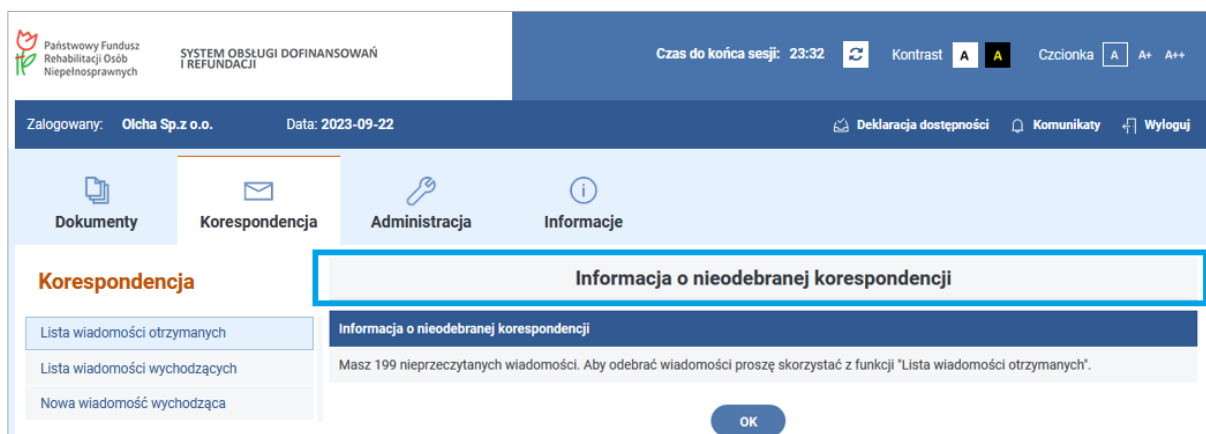 Państwowy Fundusz
Rehabilitacji Osób
Niepełnosprawnych
SYSTEM OBSŁUGI DOFINANSOWAŃ
I REFUNDACJI
Czas do końca sesji: 23:32 Kontrast A A Czcionka A A+ A++
Zalogowany: Olcha Sp.z o.o. Data: 2023-09-22 Deklaracja dostępności Komunikaty Wyloguj
Dokumenty Korespondencja Administracja Informacje
Korespondencja
Informacja o nieodebranej korespondencji
Lista wiadomości otrzymanych
Lista wiadomości wychodzących
Nowa wiadomość wychodząca
Informacja o nieodebranej korespondencji
Masz 199 nieprzeczytanych wiadomości. Aby odebrać wiadomości proszę skorzystać z funkcji "Lista wiadomości otrzymanych".
OK